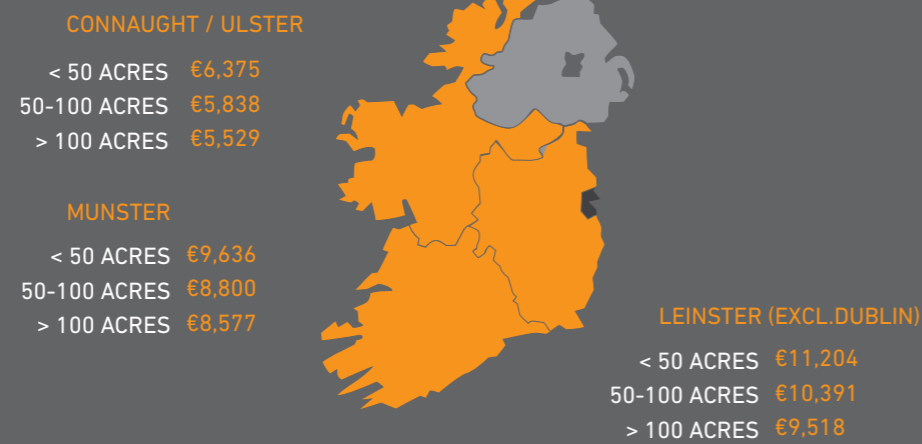 CONNAUGHT / ULSTER
< 50 ACRES €6,375
50-100 ACRES €5,838
> 100 ACRES €5,529
MUNSTER
< 50 ACRES €9,636
50-100 ACRES €8,800
> 100 ACRES €8,577
LEINSTER (EXCL.DUBLIN)
< 50 ACRES €11,204
50-100 ACRES €10,391
> 100 ACRES €9,518